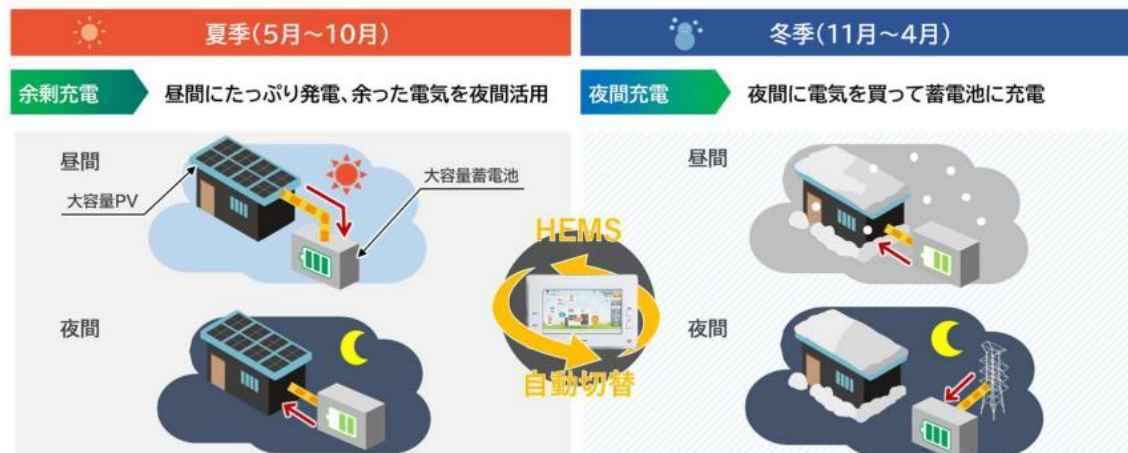 夏季(5月～10月)
余剰充電
昼間にたっぷり発電、余った電気を夜間活用
昼間
大容量PV
大容量蓄電池
夜間
HEMS
自動切替
冬季(11月～4月)
夜間充電
夜間に電気を買って蓄電池に充電
昼間
夜間